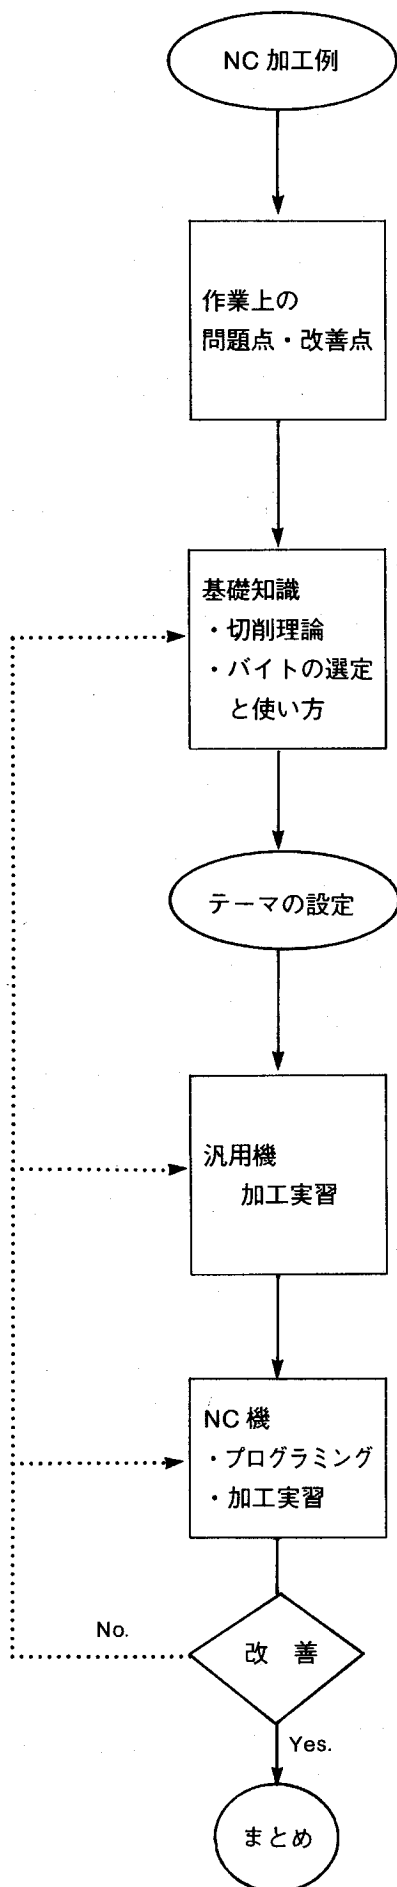 NC 加工例
作業上の
問題点・改善点
基礎知識
・切削理論
・バイトの選定
と使い方
テーマの設定
汎用機
加工実習
NC 機
・プログラミング
・加工実習
No.
改 善
Yes.
まとめ